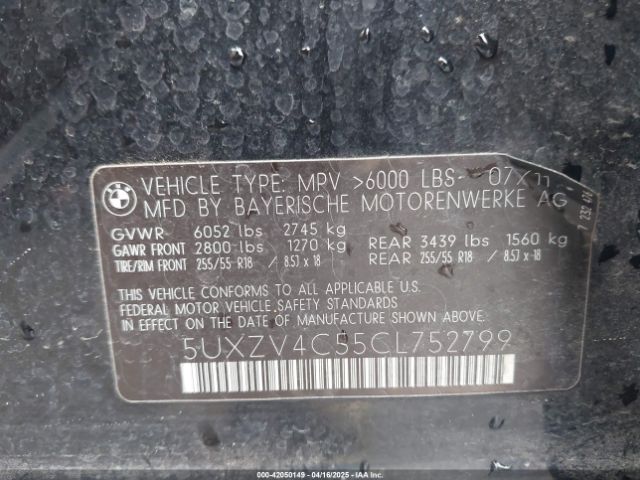 BMW
VEHICLE TYPE: MPV >6000 LBS- 07/11
MFD BY BAYERISCHE MOTORENWERKE AG
GVWR 6052 lbs 2745 kg
GAWR FRONT 2800 lbs 1270 kg REAR 3439 lbs 1560 kg
TIRE/RIM FRONT 255/55 R18 / 8.5J x 18 REAR 255/55 R18 / 8.5J x 18
THIS VEHICLE CONFORMS TO ALL APPLICABLE U.S.
FEDERAL MOTOR VEHICLE SAFETY STANDARDS
IN EFFECT ON THE DATE OF MANUFACTURE SHOWN ABOVE.
5UXZV4C55CL752799
000-42050149 - 04/16/2025 - IAAI.COM